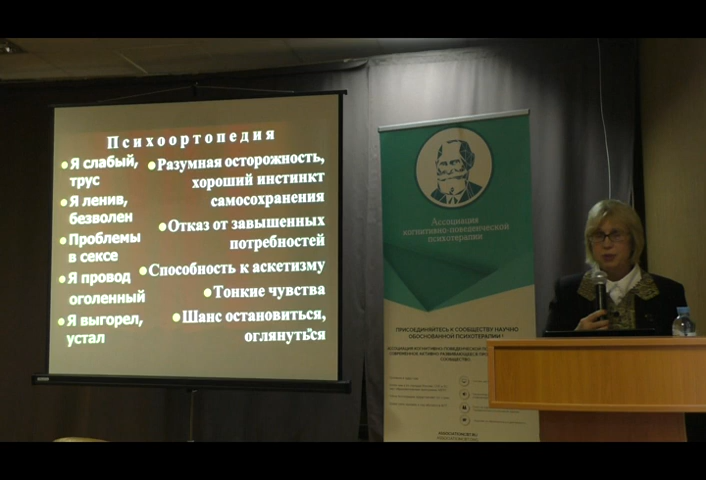 Психоортопедия
Я слабый,
трус
Я ленив,
безволен
Проблемы
в сексе
Я провод
оголенный
Я выгорел,
устал
Разумная осторожность,
хороший инстинкт
самосохранения
Отказ от завышенных
потребностей
Способность к аскетизму
Тонкие чувства
Шанс остановиться,
оглянуться
Ассоциация
когнитивно-поведенческой
психотерапии
ПРИСОЕДИНЯЙТЕСЬ К СООБЩЕСТВУ НАУЧНО
ОБОСНОВАННОЙ ПСИХОТЕРАПИИ!
СООБЩЕСТВО